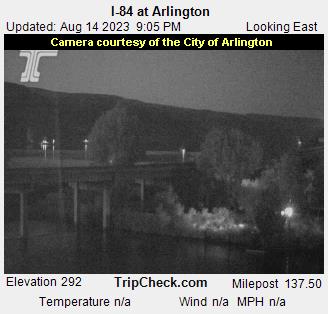 I-84 at Arlington
Updated: Aug 14 2023 9:05 PM Looking East
Camera courtesy of the City of Arlington
Elevation 292 TripCheck.com Milepost 137.50
Temperature n/a Wind n/a MPH n/a